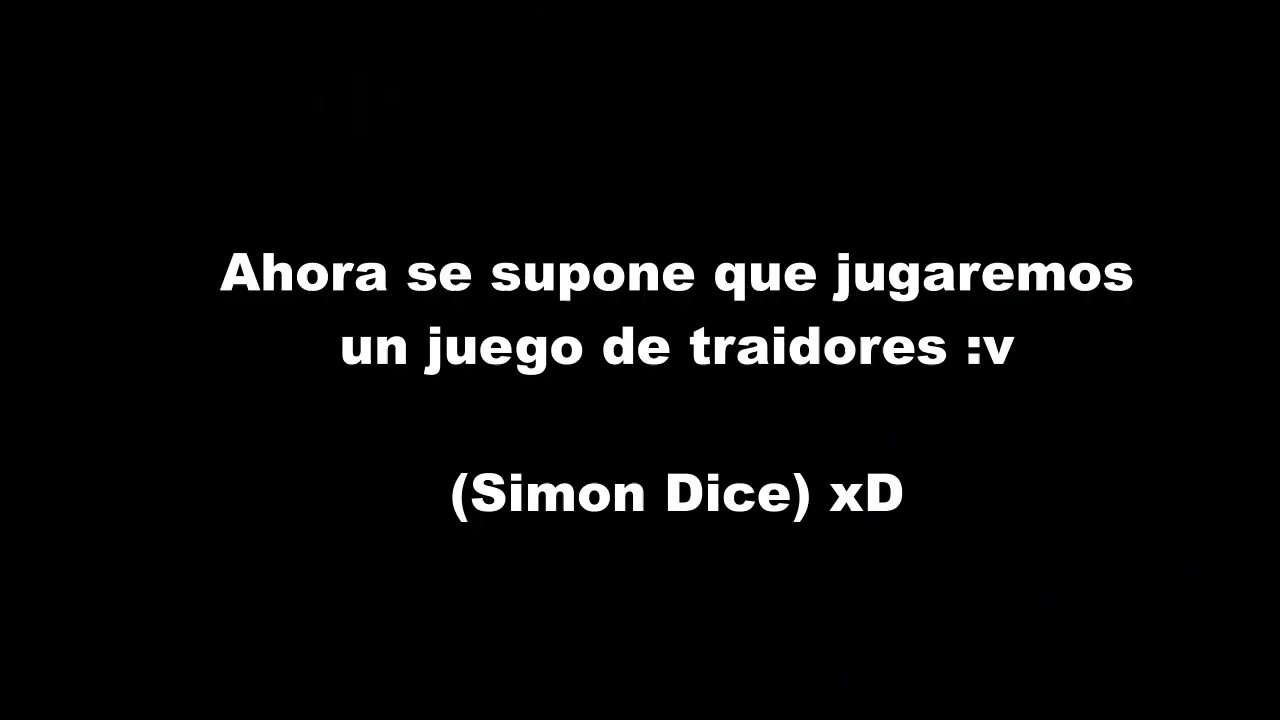 Ahora se supone que jugaremos
un juego de traidores :v
(Simon Dice) xD